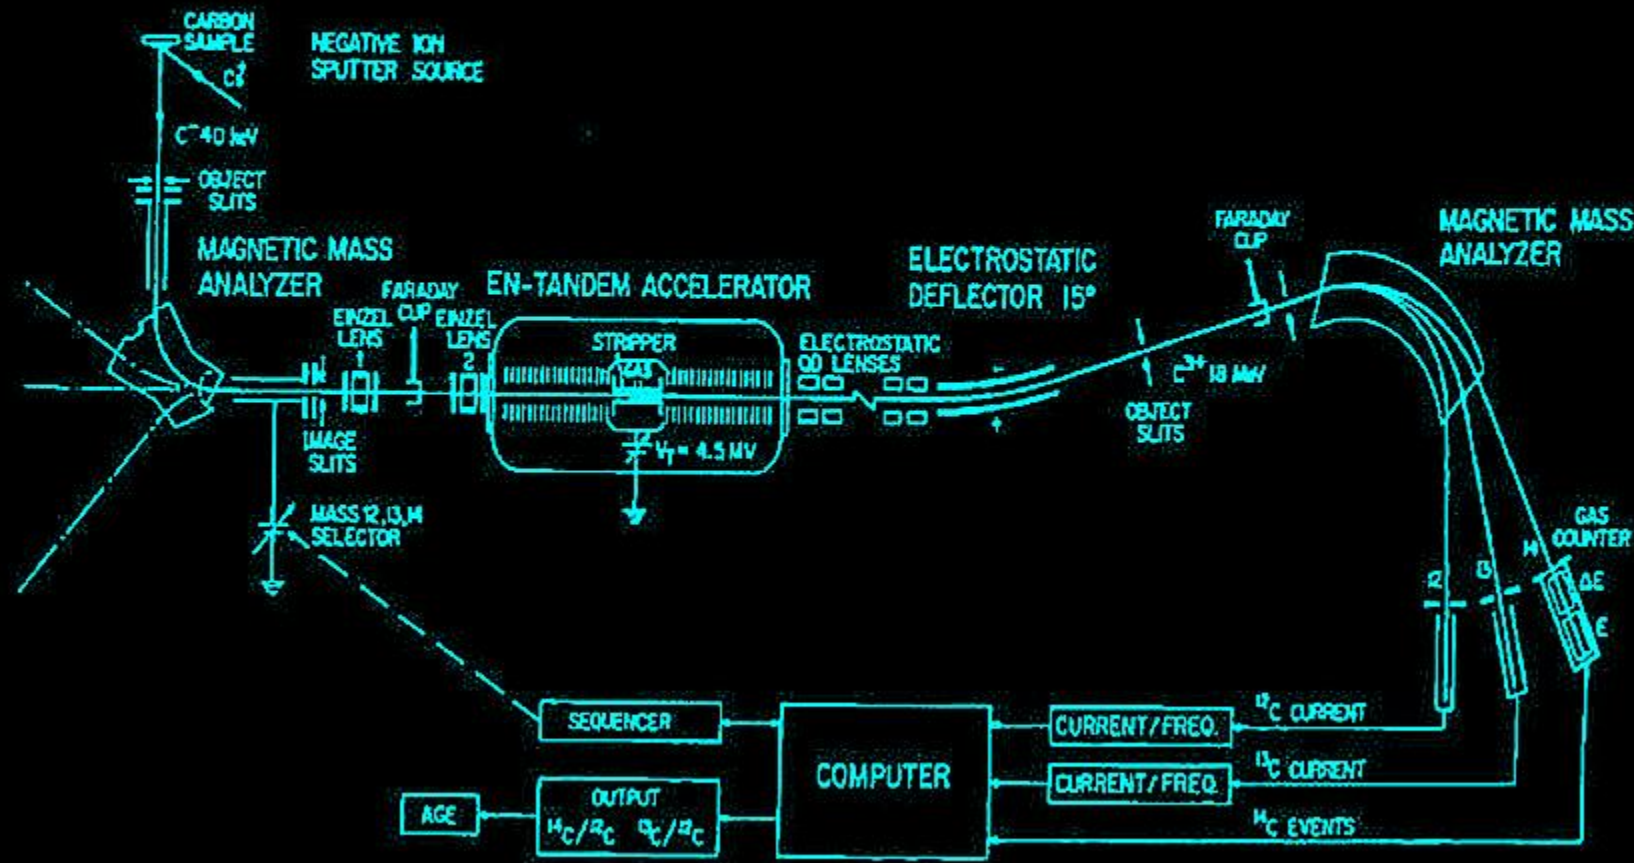 CARBON
SAMPLE
NEGATIVE ION
SPUTTER SOURCE
C⁻ 40 keV
OBJECT
SLITS
MAGNETIC MASS
ANALYZER
EINZEL
LENS
1
FARADAY
CUP
EINZEL
LENS
2
IMAGE
SLITS
MASS 12,13,14
SELECTOR
EN-TANDEM ACCELERATOR
STRIPPER
GAS
V_T = 4.5 MV
ELECTROSTATIC
QD LENSES
ELECTROSTATIC
DEFLECTOR 15°
OBJECT
SLITS
C³⁺ 18 MeV
FARADAY
CUP
MAGNETIC MASS
ANALYZER
12
13
14
GAS
COUNTER
ΔE
E
SEQUENCER
COMPUTER
CURRENT/FREQ.
¹²C CURRENT
CURRENT/FREQ.
¹³C CURRENT
¹⁴C EVENTS
OUTPUT
¹⁴C/¹²C ¹³C/¹²C
AGE